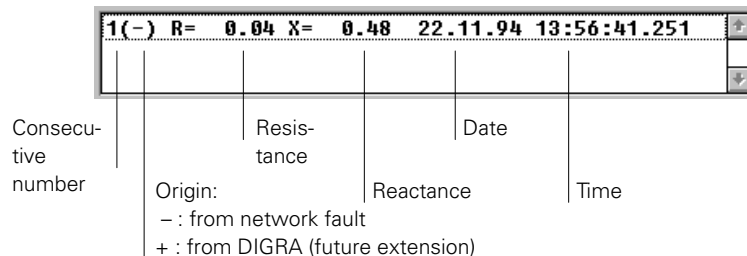 1(-) R= 0.04 X= 0.48 22.11.94 13:56:41.251
Consecu-
tive
number
Resis-
tance
Date
Origin:
– : from network fault
+ : from DIGRA (future extension)
Reactance
Time